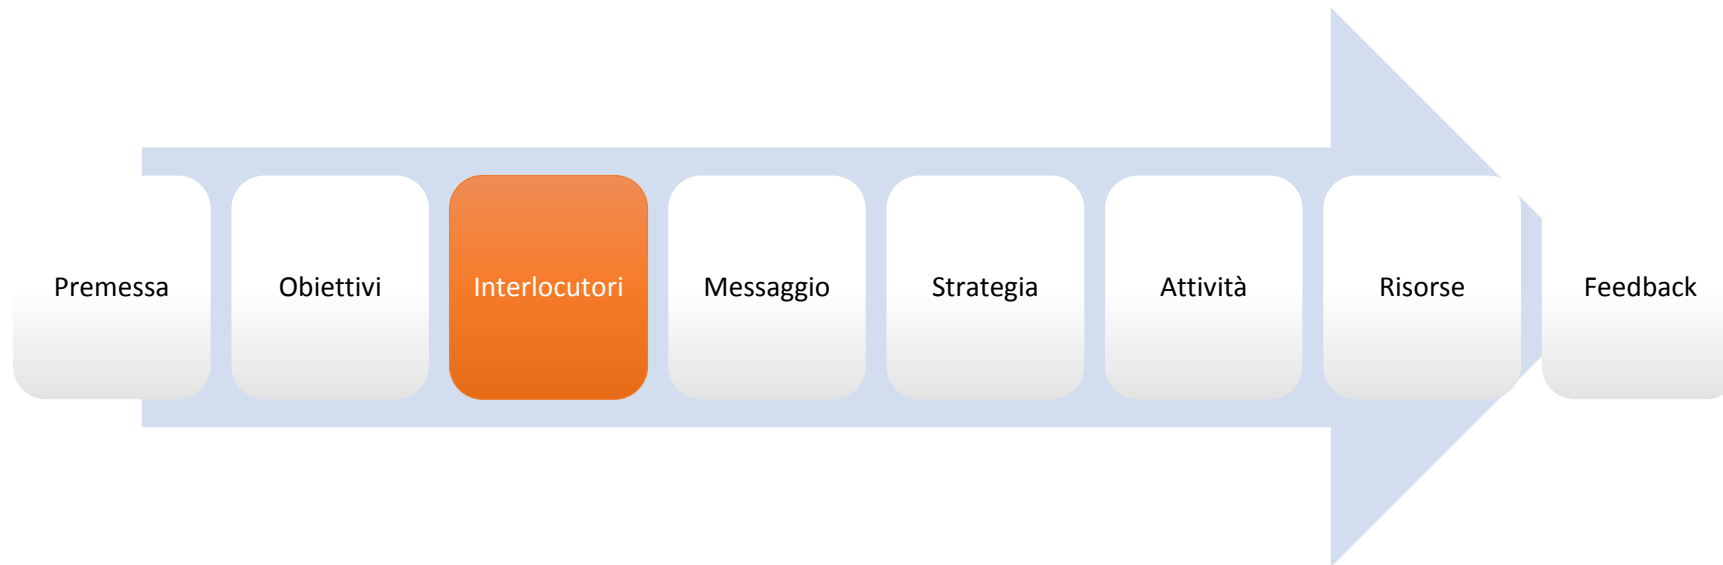 Premessa
Obiettivi
Interlocutori
Messaggio
Strategia
Attività
Risorse
Feedback